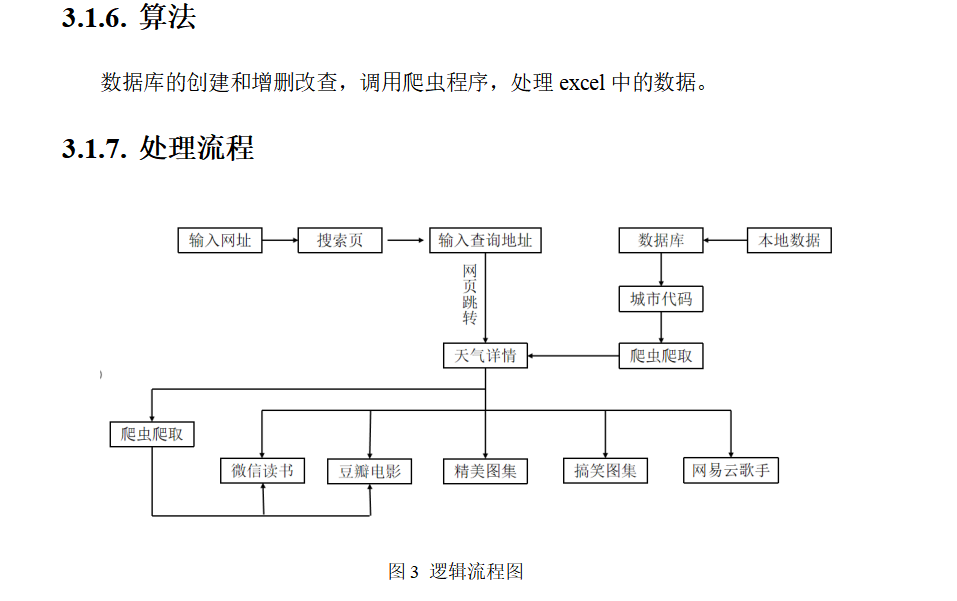 3.1.6. 算法
数据库的创建和增删改查，调用爬虫程序，处理 excel 中的数据。
3.1.7. 处理流程
输入网址
搜索页
输入查询地址
数据库
本地数据
网页跳转
城市代码
天气详情
爬虫爬取
)
爬虫爬取
微信读书
豆瓣电影
精美图集
搞笑图集
网易云歌手
图 3 逻辑流程图